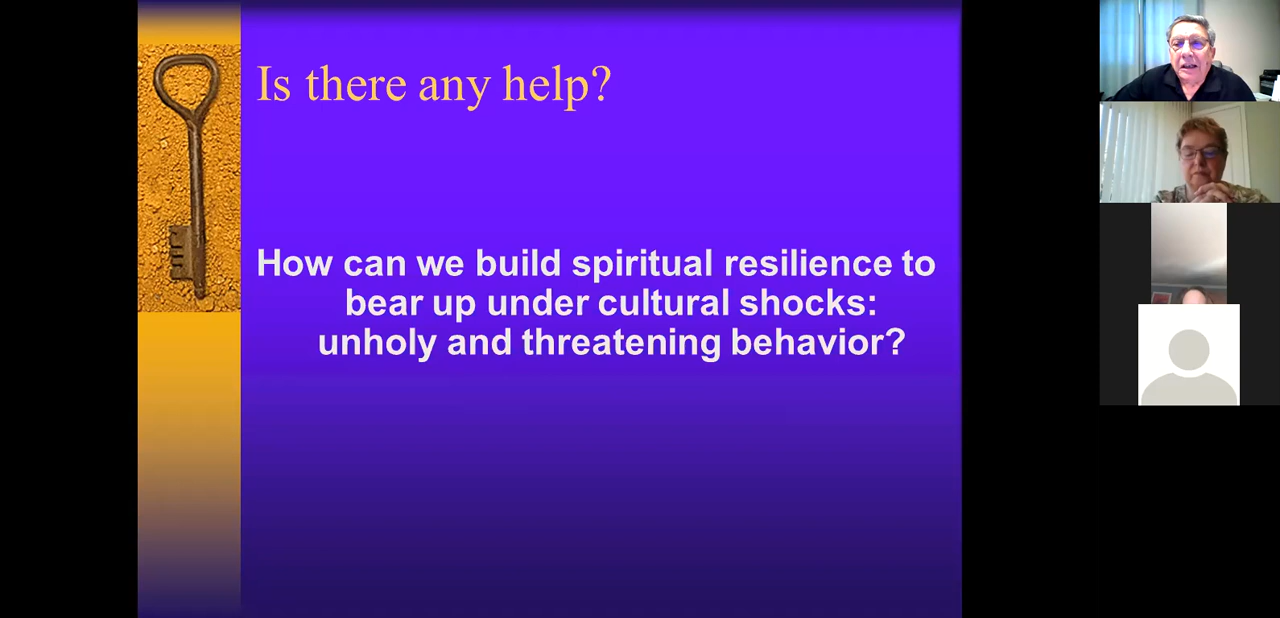 Is there any help?
How can we build spiritual resilience to
bear up under cultural shocks:
unholy and threatening behavior?